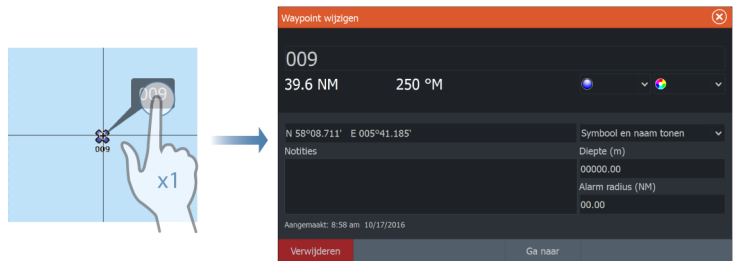 009
009
x1
Waypoint wijzigen
009
39.6 NM 250 °M
N 58°08.711' E 005°41.185' Symbool en naam tonen
Notities Diepte (m)
00000.00
Alarm radius (NM)
00.00
Aangemaakt: 8:58 am 10/17/2016
Verwijderen Ga naar